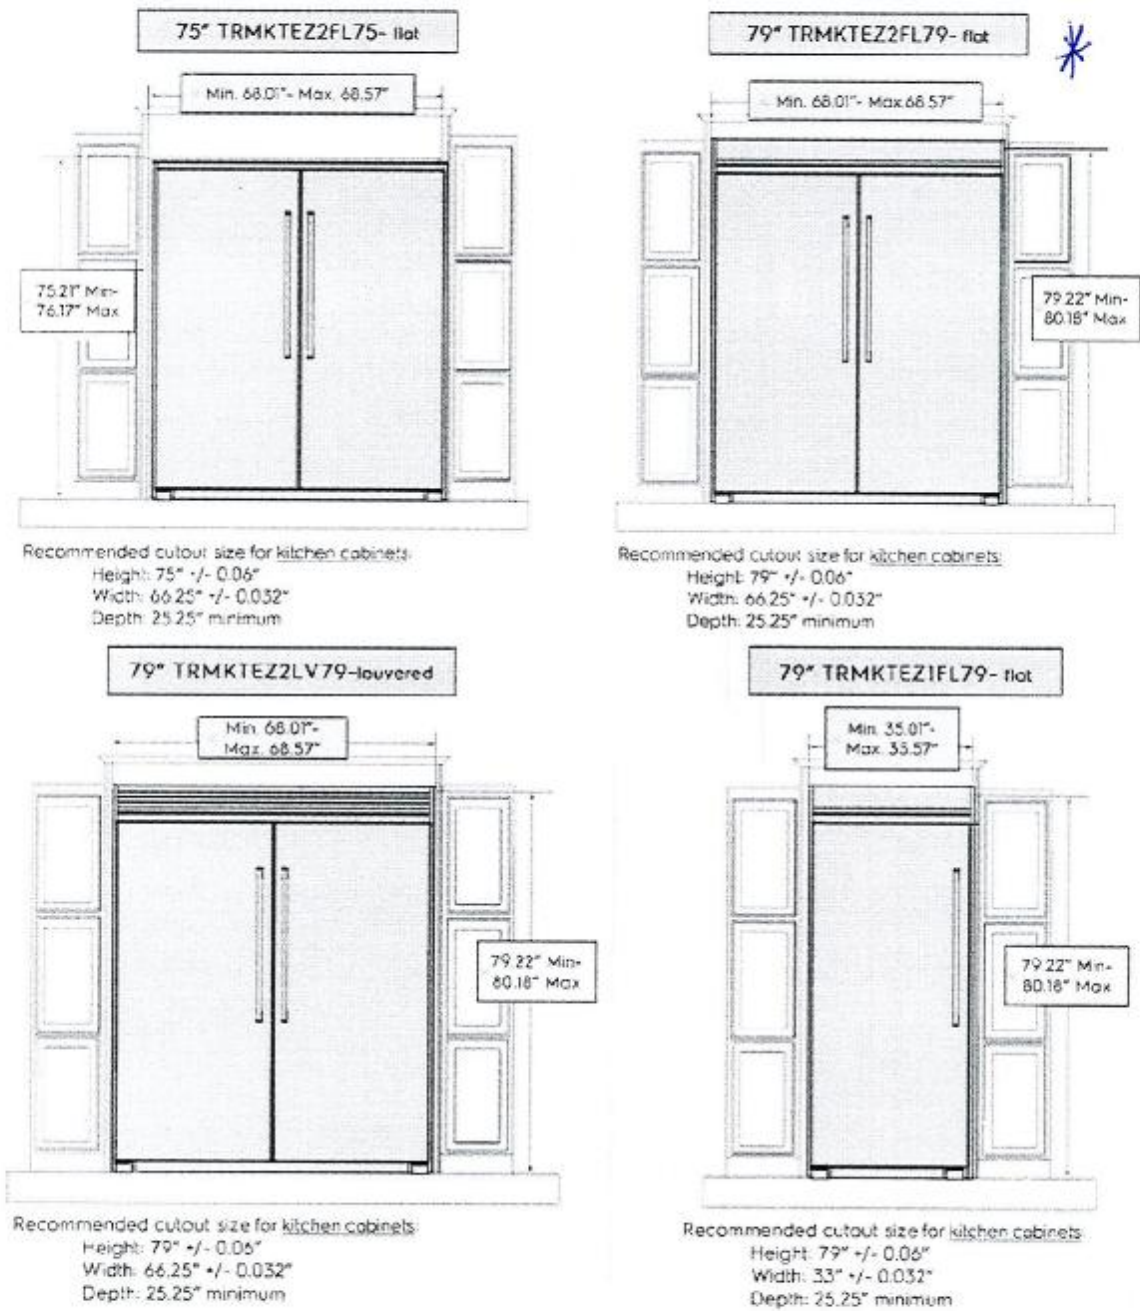 75" TRMKTEZ2FL75- flat
Min. 68.01"- Max. 68.57"
75.21" Min-
76.17" Max
Recommended cutout size for kitchen cabinets:
Height: 75" +/- 0.06"
Width: 66.25" +/- 0.032"
Depth: 25.25" minimum
79" TRMKTEZ2FL79- flat
Min. 68.01"- Max.68.57"
79.22" Min-
80.18" Max
Recommended cutout size for kitchen cabinets:
Height: 79" +/- 0.06"
Width: 66.25" +/- 0.032"
Depth: 25.25" minimum
79" TRMKTEZ2LV79-louvered
Min. 68.01"-
Max. 68.57"
79.22" Min-
80.18" Max
Recommended cutout size for kitchen cabinets:
Height: 79" +/- 0.06"
Width: 66.25" +/- 0.032"
Depth: 25.25" minimum
79" TRMKTEZ1FL79- flat
Min. 35.01"-
Max. 35.57"
79.22" Min-
80.18" Max
Recommended cutout size for kitchen cabinets:
Height: 79" +/- 0.06"
Width: 33" +/- 0.032"
Depth: 25.25" minimum